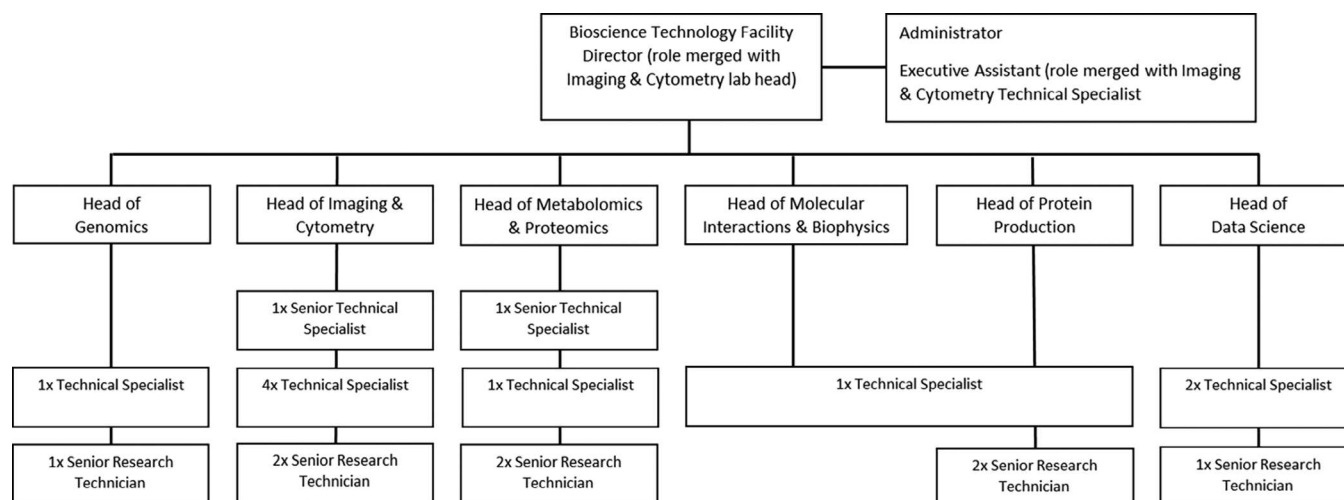 Bioscience Technology Facility
Director (role merged with
Imaging & Cytometry lab head)
Administrator
Executive Assistant (role merged with Imaging
& Cytometry Technical Specialist
Head of
Genomics
Head of Imaging &
Cytometry
Head of Metabolomics
& Proteomics
Head of Molecular
Interactions & Biophysics
Head of Protein
Production
Head of
Data Science
1x Senior Technical
Specialist
1x Senior Technical
Specialist
1x Technical Specialist
4x Technical Specialist
1x Technical Specialist
1x Technical Specialist
2x Technical Specialist
1x Senior Research
Technician
2x Senior Research
Technician
2x Senior Research
Technician
2x Senior Research
Technician
1x Senior Research
Technician